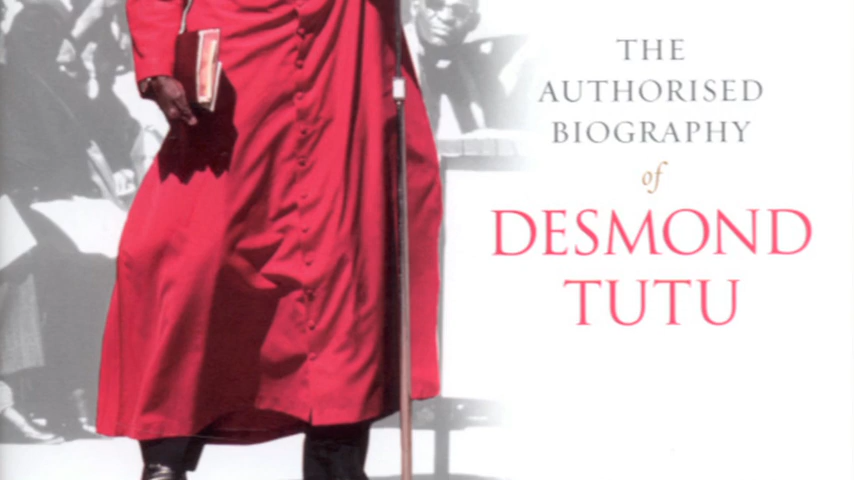 THE
AUTHORISED
BIOGRAPHY
of
DESMOND
TUTU